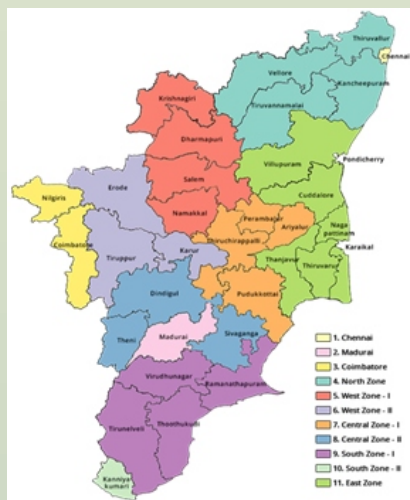 Thiruvallur
Chennai
Vellore
Kancheepuram
Krishnagiri
Tiruvannamalai
Dharmapuri
Villupuram
Pondicherry
Erode
Salem
Nilgiris
Cuddalore
Namakkal
Perambalur
Ariyalur
Naga
pattinam
Coimbatore
Thiruchirappalli
Karur
Karaikal
Tiruppur
Thanjavur
Thiruvarur
Dindigul
Pudukkottai
Theni
Madurai
Sivaganga
Virudhunagar
Ramanathapuram
Tirunelveli
Thoothukudi
Kanniya
kumari
1. Chennai
2. Madurai
3. Coimbatore
4. North Zone
5. West Zone - I
6. West Zone - II
7. Central Zone - I
8. Central Zone - II
9. South Zone - I
10. South Zone - II
11. East Zone